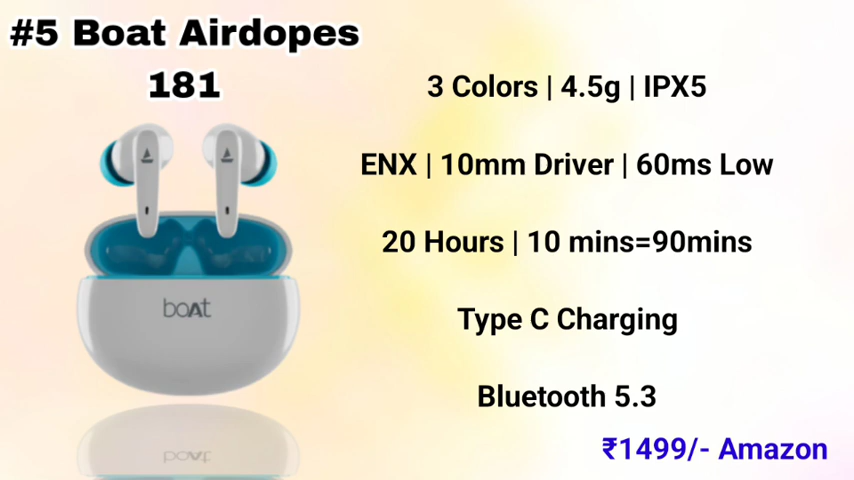 #5 Boat Airdopes
181
3 Colors | 4.5g | IPX5
ENX | 10mm Driver | 60ms Low
20 Hours | 10 mins=90mins
Type C Charging
Bluetooth 5.3
₹1499/- Amazon
boAt